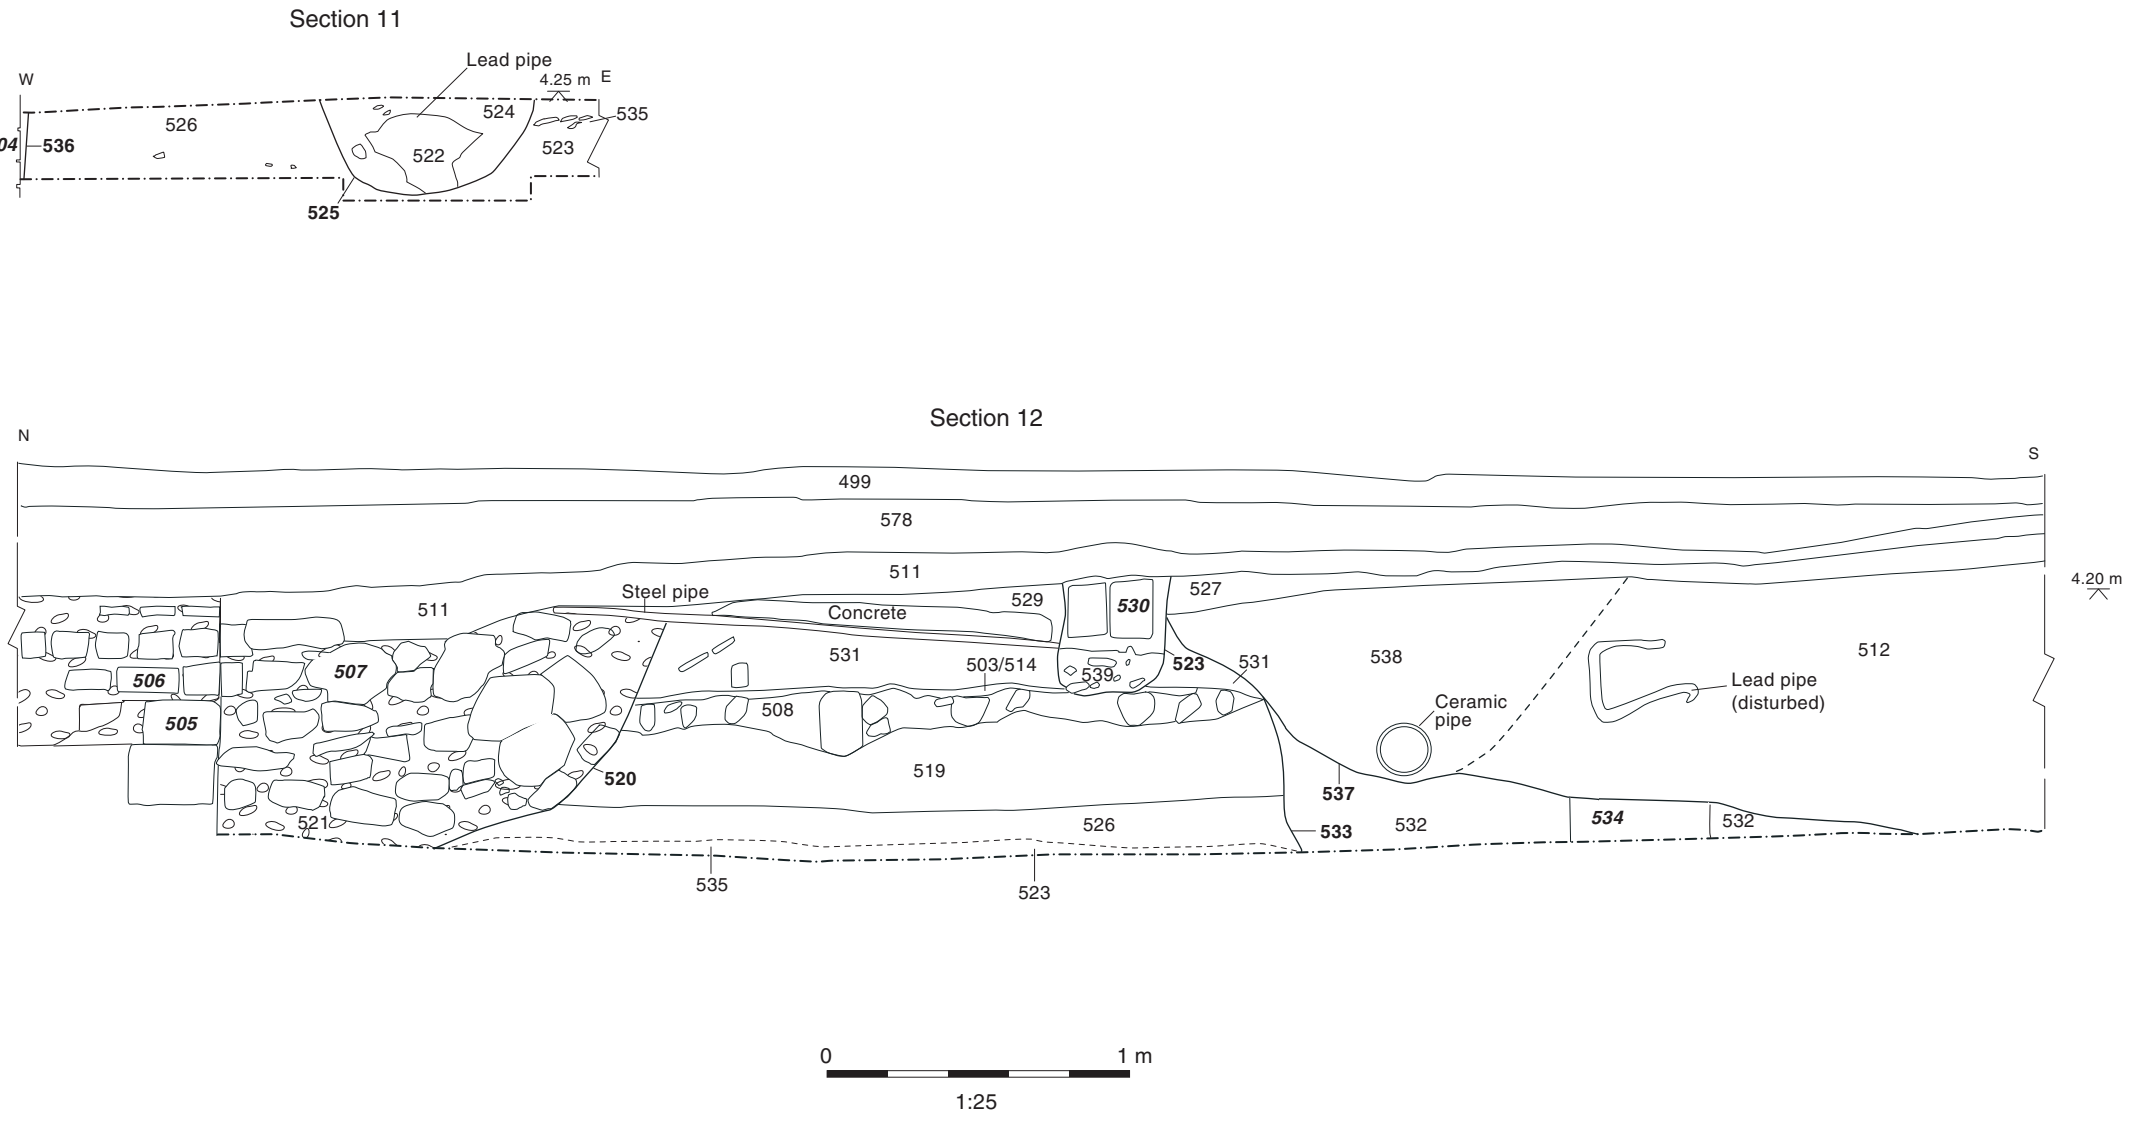 Section 11
Lead pipe
W
4.25 m E
524
535
526
04
536
523
522
525
Section 12
N
S
499
578
511
4.20 m
Steel pipe
527
529
530
511
Concrete
531
503/514
523
531
538
512
507
506
539
Lead pipe
(disturbed)
505
508
Ceramic
pipe
519
520
537
521
526
533
532
534
532
535
523
0
1 m
1:25